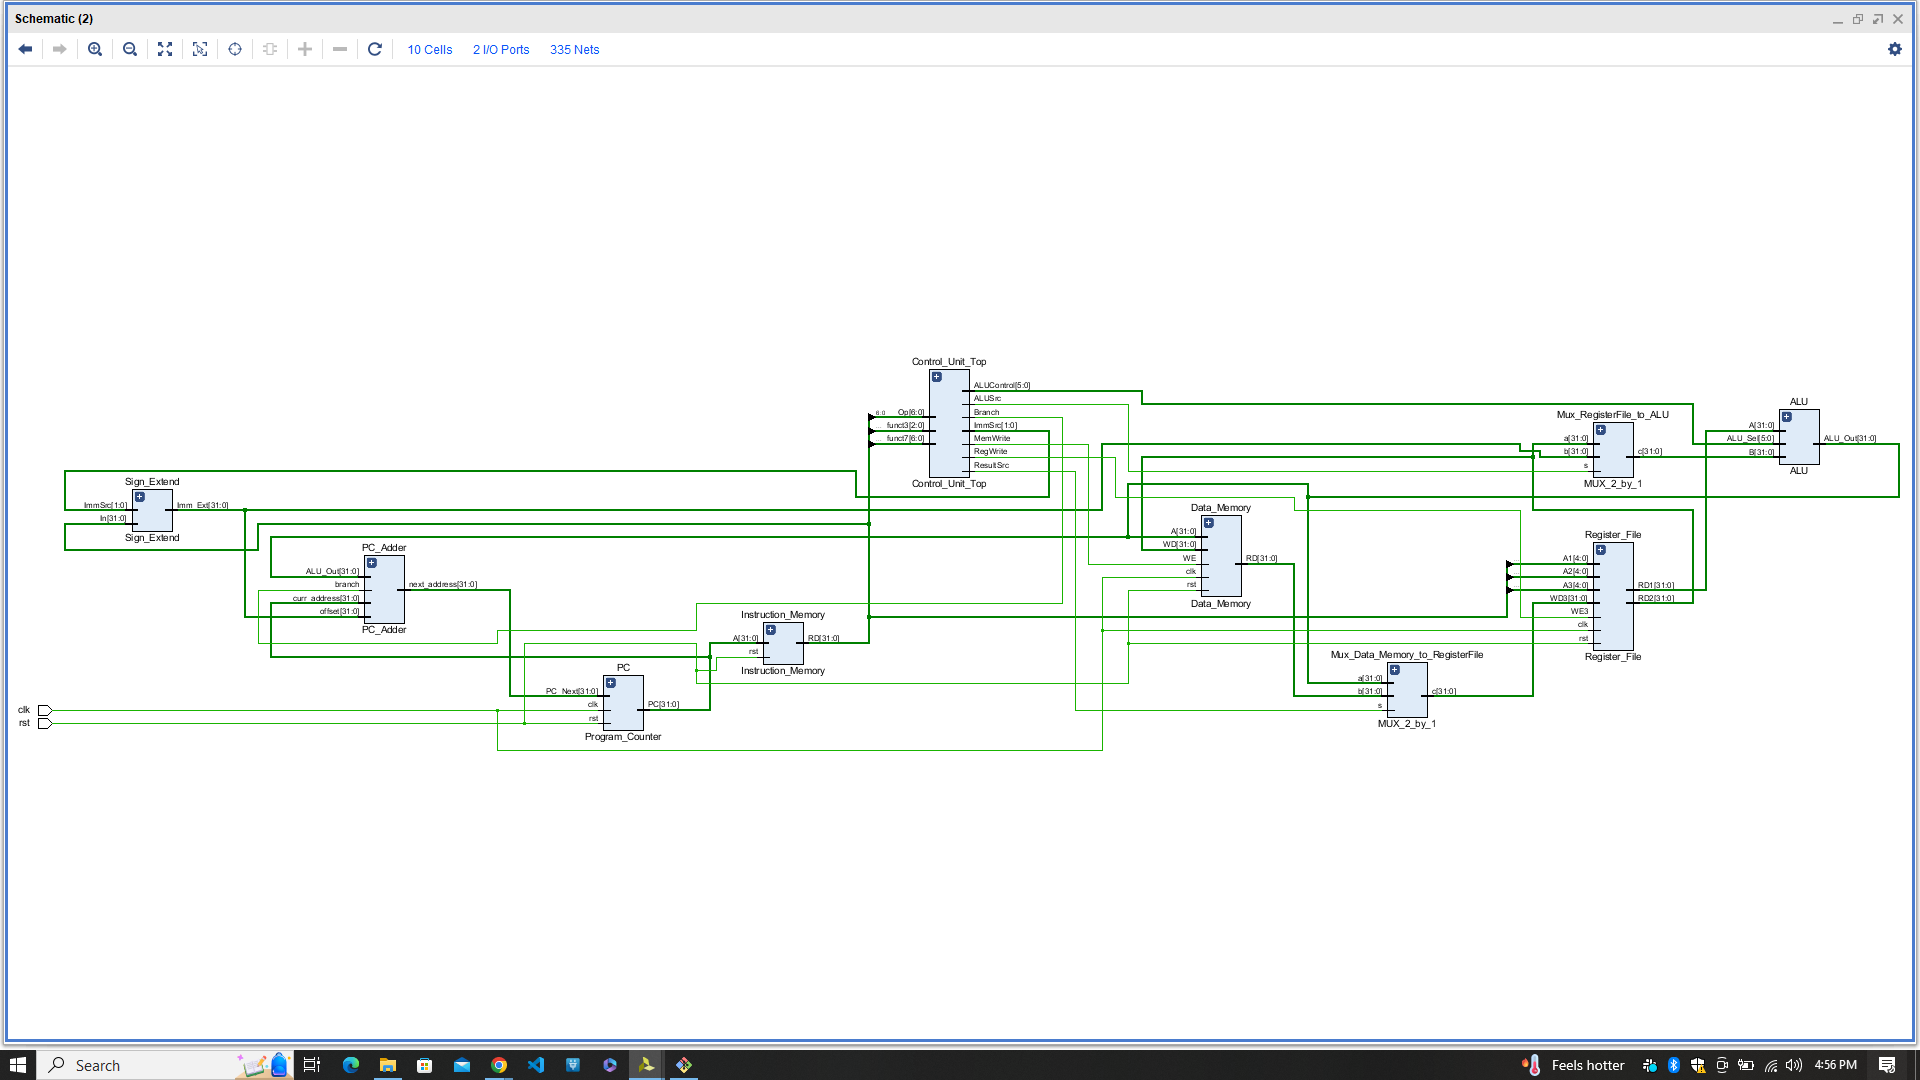 Schematic (2)
10 Cells
2 I/O Ports
335 Nets
Control_Unit_Top
ALUControl[5:0]
ALUSrc
6:0
Op[6:0]
Branch
funct3[2:0]
ImmSrc[1:0]
funct7[6:0]
MemWrite
RegWrite
ResultSrc
Control_Unit_Top
ALU
A[31:0]
ALU_Sel[5:0]
ALU_Out[31:0]
B[31:0]
ALU
Mux_RegisterFile_to_ALU
a[31:0]
b[31:0]
c[31:0]
s
MUX_2_by_1
Sign_Extend
ImmSrc[1:0]
Imm_Ext[31:0]
In[31:0]
Sign_Extend
Data_Memory
A[31:0]
WD[31:0]
WE
RD[31:0]
clk
rst
Data_Memory
Register_File
A1[4:0]
A2[4:0]
A3[4:0]
RD1[31:0]
WD3[31:0]
RD2[31:0]
WE3
clk
rst
Register_File
PC_Adder
ALU_Out[31:0]
branch
next_address[31:0]
curr_address[31:0]
offset[31:0]
PC_Adder
Instruction_Memory
A[31:0]
RD[31:0]
rst
Instruction_Memory
Mux_Data_Memory_to_RegisterFile
a[31:0]
b[31:0]
c[31:0]
s
MUX_2_by_1
PC
PC_Next[31:0]
clk
PC[31:0]
rst
Program_Counter
clk
rst
Search
Feels hotter
4:56 PM